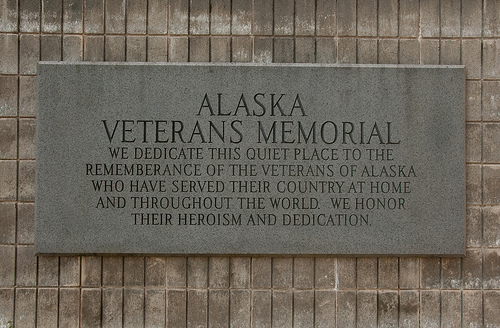 ALASKA
VETERANS MEMORIAL
WE DEDICATE THIS QUIET PLACE TO THE
REMEMBERANCE OF THE VETERANS OF ALASKA
WHO HAVE SERVED THEIR COUNTRY AT HOME
AND THROUGHOUT THE WORLD. WE HONOR
THEIR HEROISM AND DEDICATION.